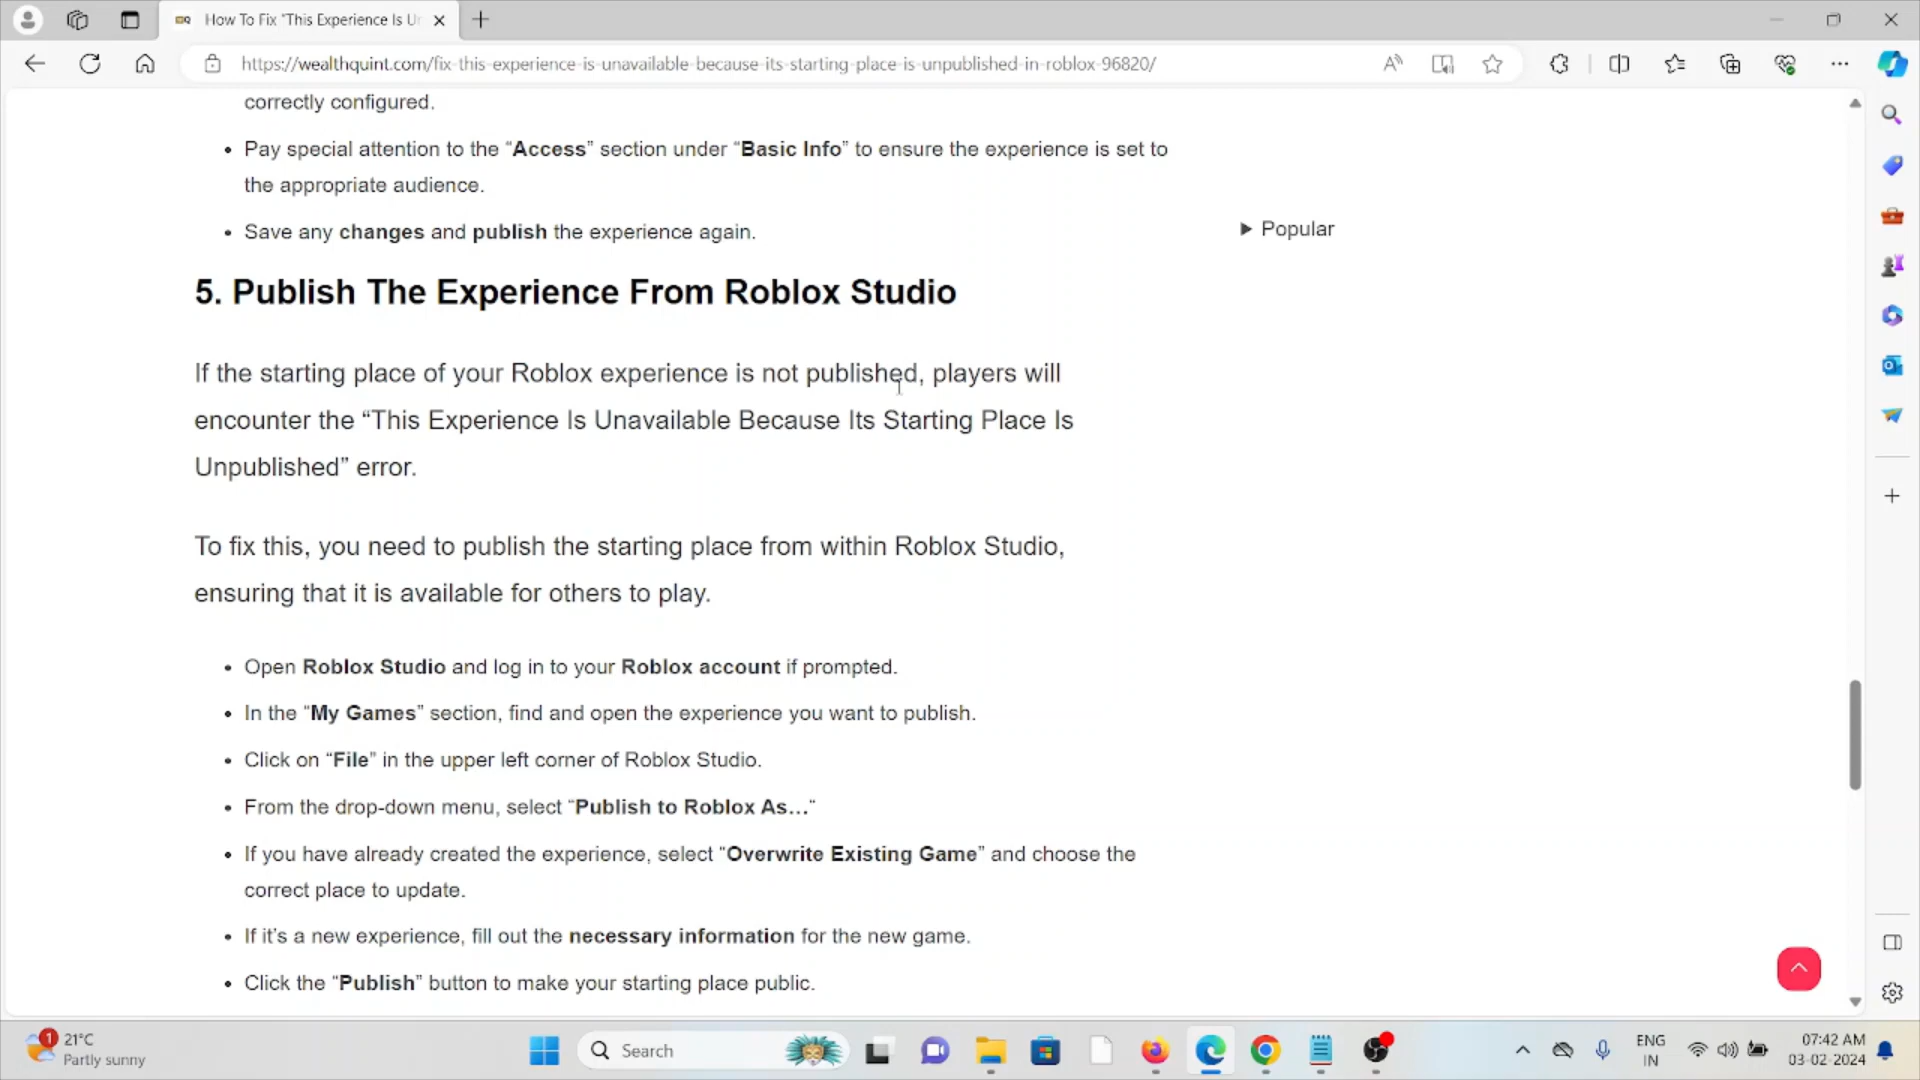 How To Fix "This Experience Is U
https://wealthquint.com/fix-this-experience-is-unavailable-because-its-starting-place-is-unpublished-in-roblox-96820/
correctly configured.
• Pay special attention to the “Access” section under “Basic Info” to ensure the experience is set to
the appropriate audience.
• Save any changes and publish the experience again.
▶ Popular
5. Publish The Experience From Roblox Studio
If the starting place of your Roblox experience is not published, players will
encounter the “This Experience Is Unavailable Because Its Starting Place Is
Unpublished” error.
To fix this, you need to publish the starting place from within Roblox Studio,
ensuring that it is available for others to play.
• Open Roblox Studio and log in to your Roblox account if prompted.
• In the “My Games” section, find and open the experience you want to publish.
• Click on “File” in the upper left corner of Roblox Studio.
• From the drop-down menu, select “Publish to Roblox As…“
• If you have already created the experience, select “Overwrite Existing Game” and choose the
correct place to update.
• If it’s a new experience, fill out the necessary information for the new game.
• Click the “Publish” button to make your starting place public.
1
21°C
Partly sunny
Search
ENG
IN
07:42 AM
03-02-2024